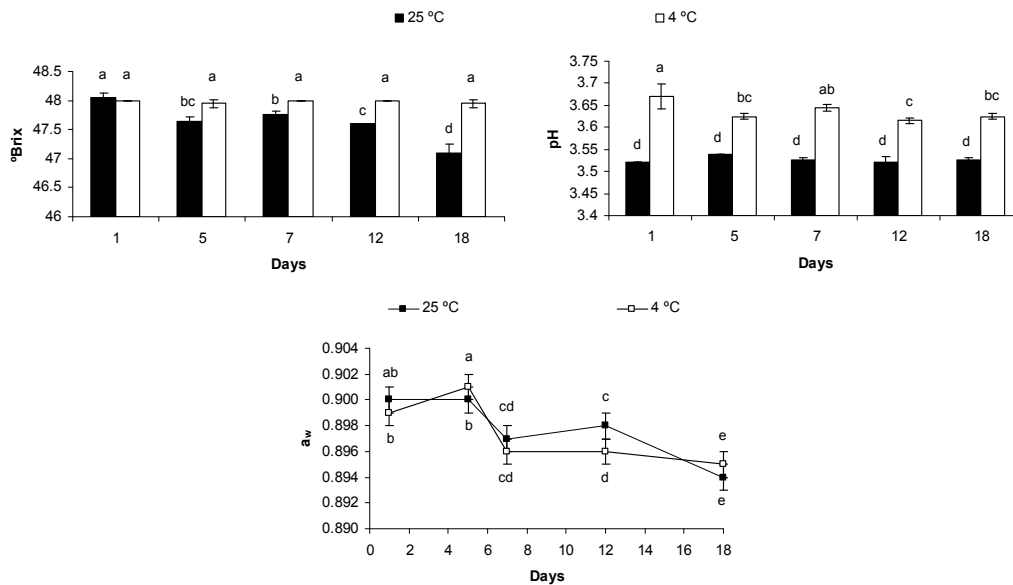 25 ºC 4 ºC
48.5
48
47.5
47
46.5
46
ºBrix
a a a a a a
bc b c d
1 5 7 12 18
Days
3.75
3.7
3.65
3.6
3.55
3.5
3.45
3.4
pH
a bc ab c bc
d d d d d
1 5 7 12 18
Days
25 ºC 4 ºC
0.904
0.902
0.900
0.898
0.896
0.894
0.892
0.890
aw
ab a cd c e
b b cd d e
0 2 4 6 8 10 12 14 16 18
Days